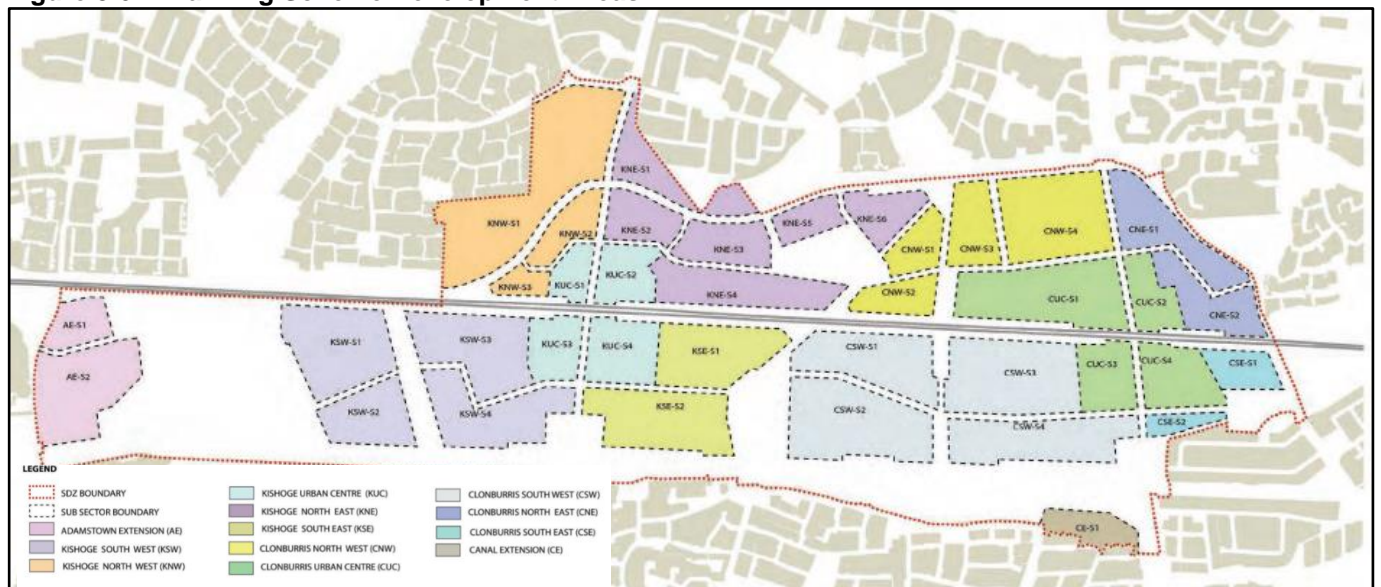 KNE-S1
KNW-S1
KNW-S2
KNE-S2
KNE-S3
KNE-S5
KNE-S6
CNW-S1
CNW-S3
CNW-S4
CNE-S1
KNW-S3
KUC-S1
KUC-S2
KNE-S4
CNW-S2
CUC-S1
CUC-S2
CNE-S2
AE-S1
AE-S2
KSW-S1
KSW-S2
KSW-S3
KSW-S4
KUC-S3
KUC-S4
KSE-S1
KSE-S2
CSW-S1
CSW-S2
CSW-S3
CSW-S4
CUC-S3
CUC-S4
CSE-S1
CSE-S2
CE-S1
LEGEND
SDZ BOUNDARY
SUB SECTOR BOUNDARY
ADAMSTOWN EXTENSION (AE)
KISHOGE SOUTH WEST (KSW)
KISHOGE NORTH WEST (KNW)
KISHOGE URBAN CENTRE (KUC)
KISHOGE NORTH EAST (KNE)
KISHOGE SOUTH EAST (KSE)
CLONBURRIS NORTH WEST (CNW)
CLONBURRIS URBAN CENTRE (CUC)
CLONBURRIS SOUTH WEST (CSW)
CLONBURRIS NORTH EAST (CNE)
CLONBURRIS SOUTH EAST (CSE)
CANAL EXTENSION (CE)